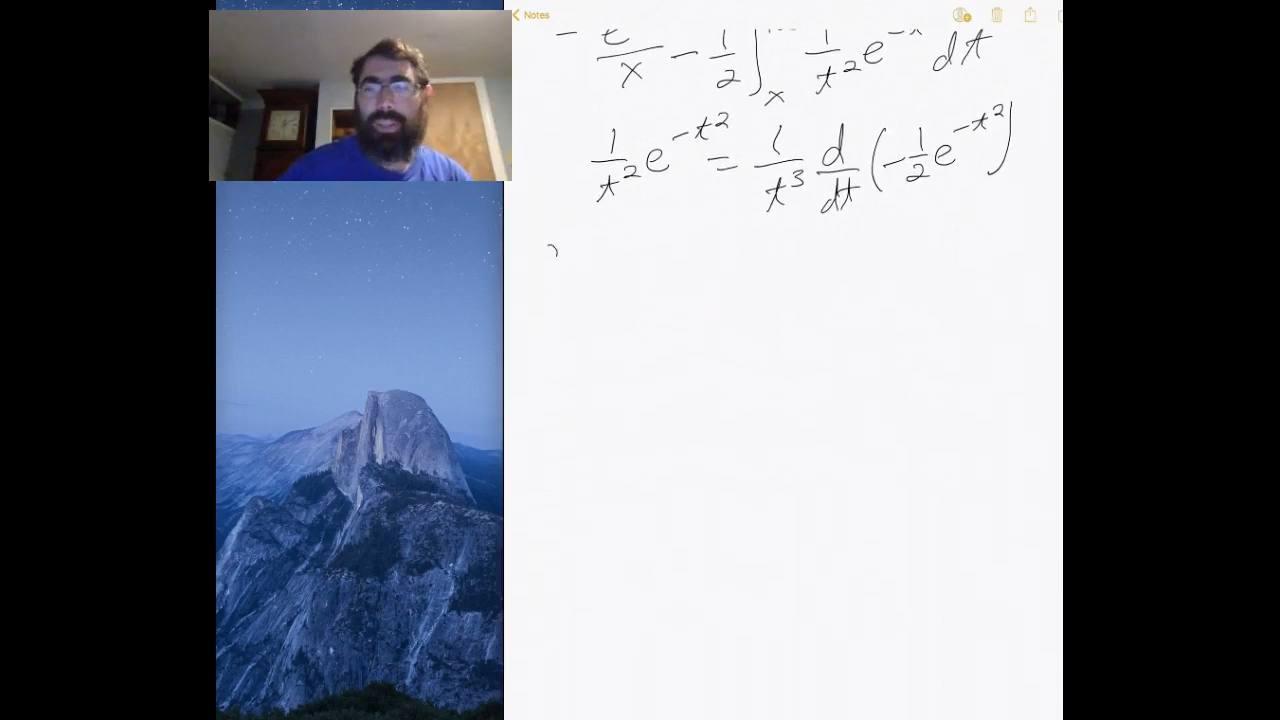 Notes
- e / x - 1/2 ∫_x 1/t² e^- dt
1/t² e^{-t²} = 1/t³ d/dt (-1/2 e^{-t²})